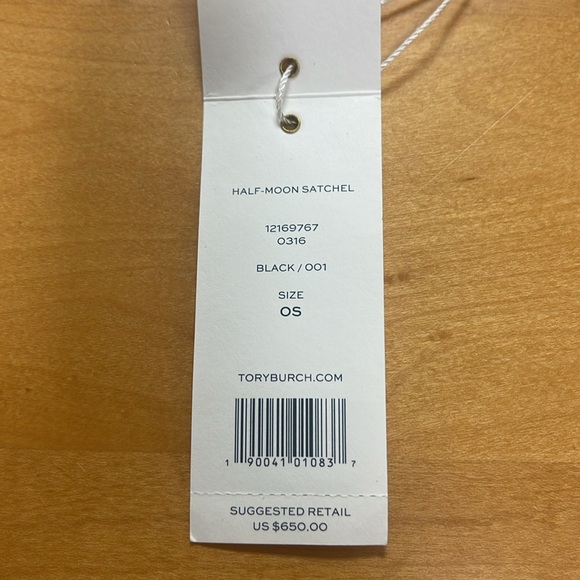 HALF-MOON SATCHEL
12169767
0316
BLACK / 001
SIZE
OS
TORYBURCH.COM
1 90041 01083 7
SUGGESTED RETAIL
US $650.00